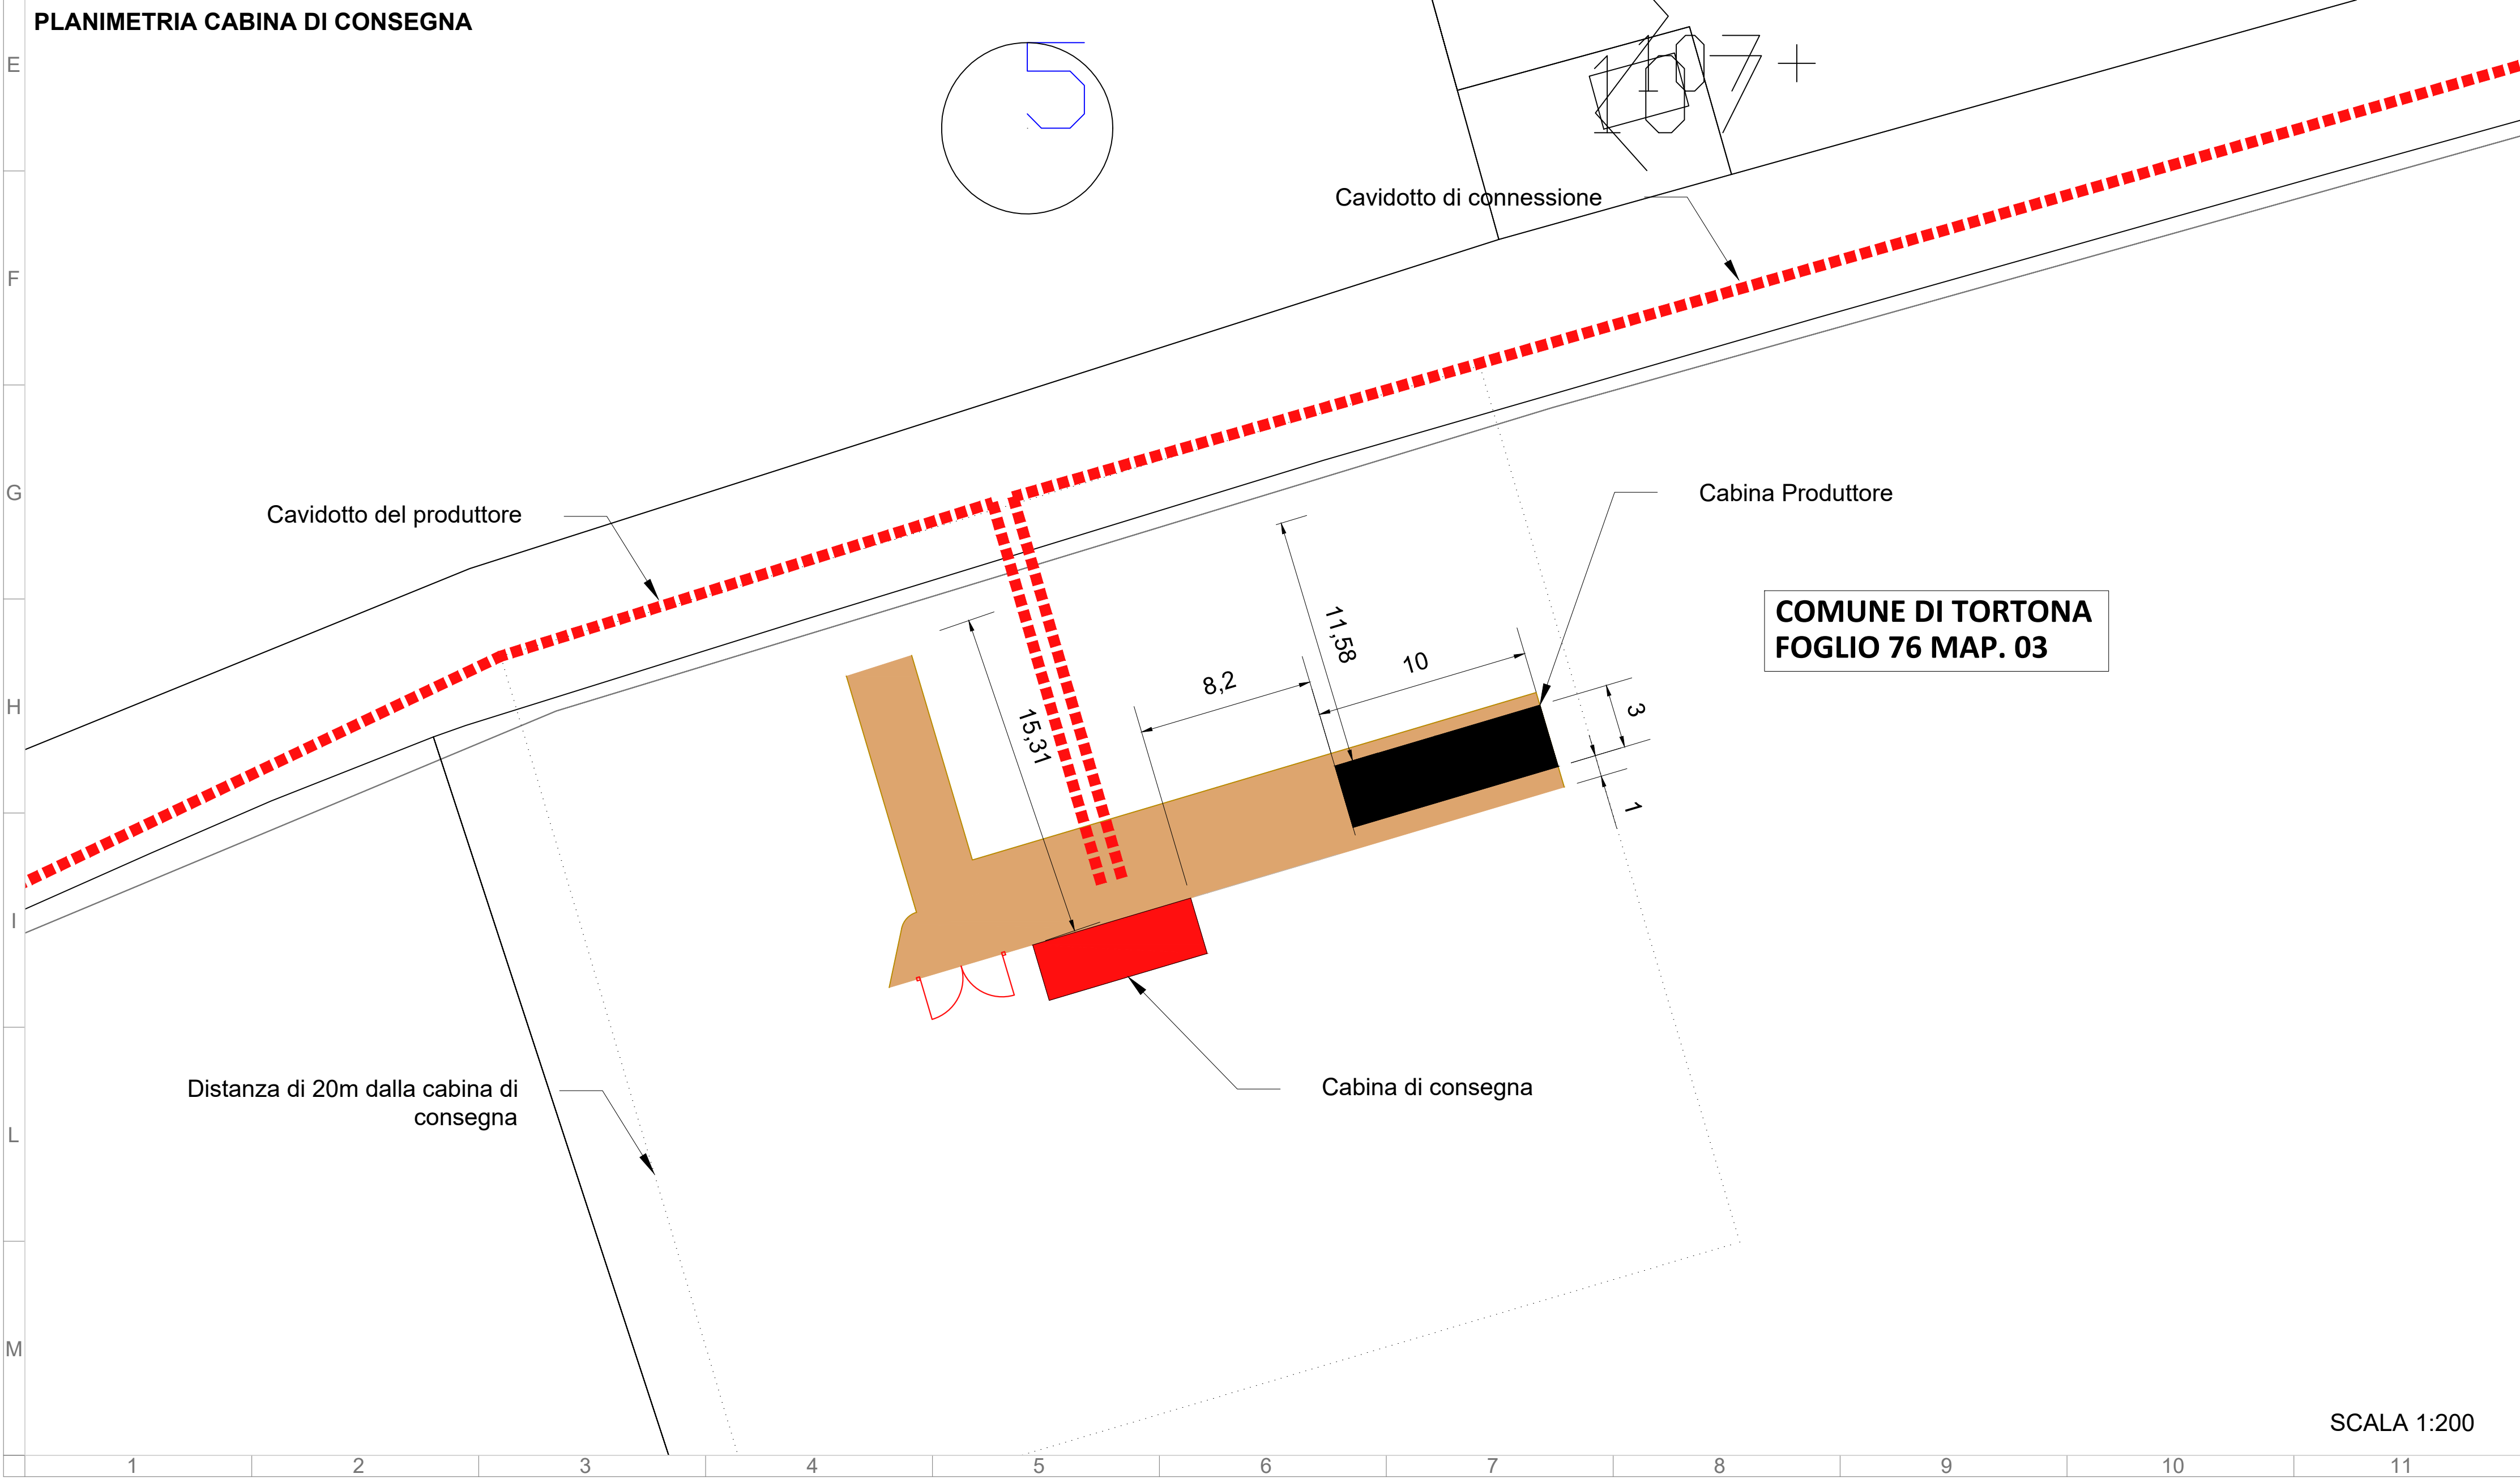 PLANIMETRIA CABINA DI CONSEGNA
E
5
107
107
Cavidotto di connessione
F
G
Cavidotto del produttore
Cabina Produttore
COMUNE DI TORTONA
FOGLIO 76 MAP. 03
11,58
10
8,2
3
15,31
1
H
I
Distanza di 20m dalla cabina di
consegna
Cabina di consegna
L
M
SCALA 1:200
1 2 3 4 5 6 7 8 9 10 11